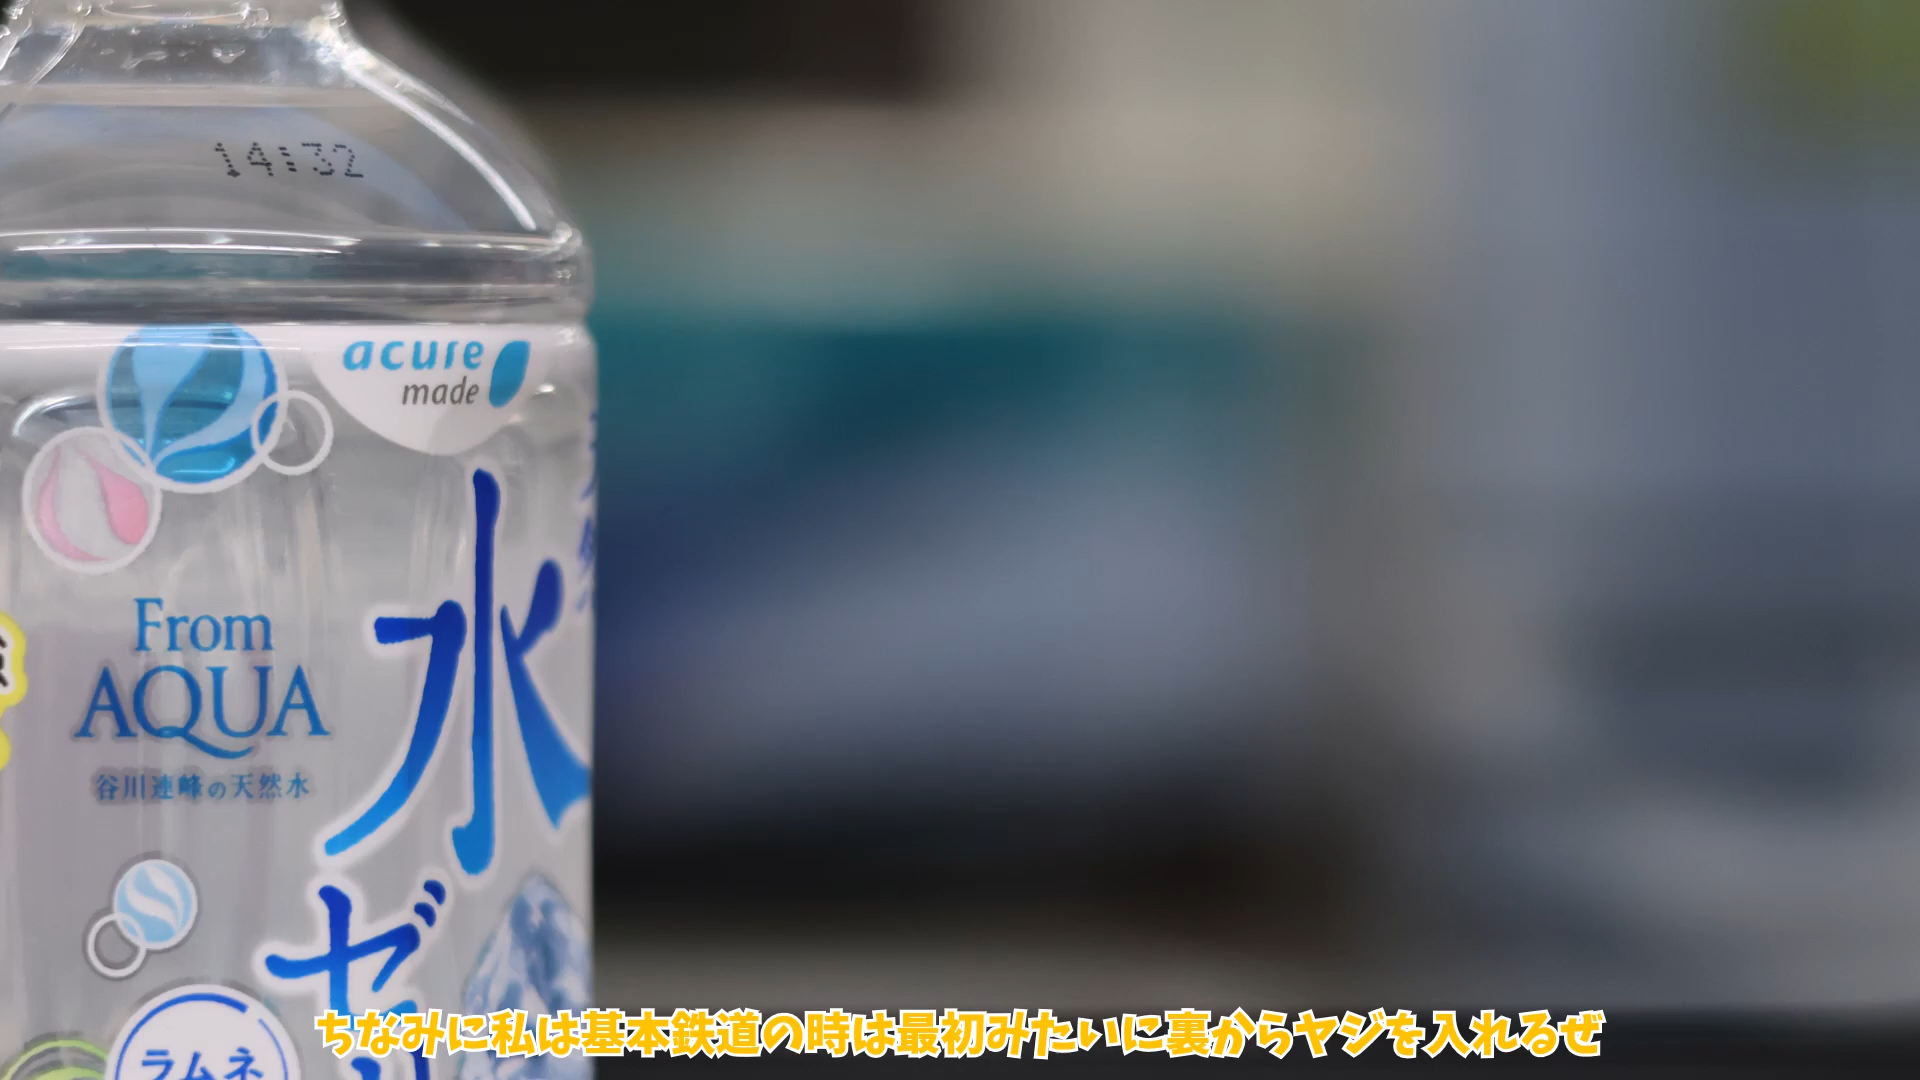 14:32
acure
made
水
From
AQUA
谷川連峰の天然水
ゼリ
ラムネ
ちなみに私は基本鉄道の時は最初みたいに裏からヤジを入れるぜ